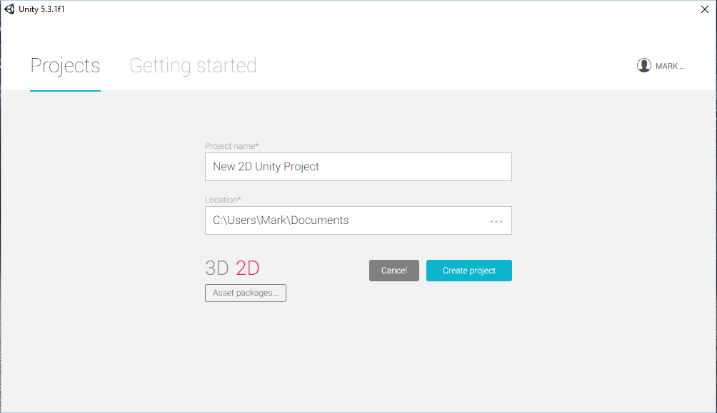 Unity 5.3.1f1
Projects
Getting started
MARK...
Project name*
New 2D Unity Project
Location*
C:\Users\Mark\Documents
...
3D 2D
Cancel
Create project
Asset packages...